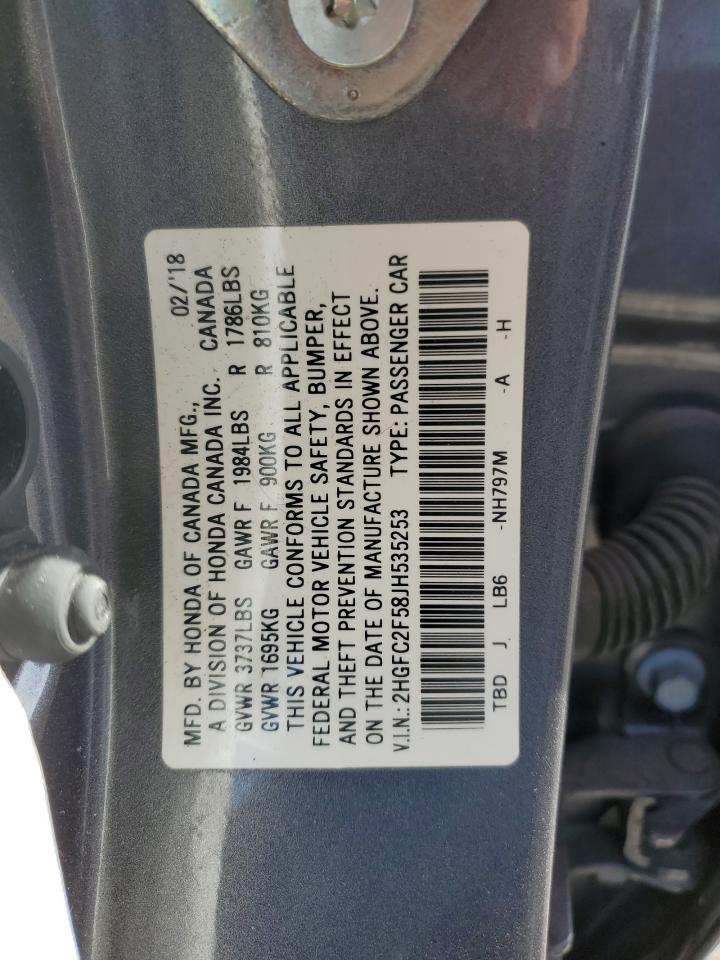 MFD. BY HONDA OF CANADA MFG., 02/'18
A DIVISION OF HONDA CANADA INC. CANADA
GVWR 3737LBS GAWR F 1984LBS R 1786LBS
GVWR 1695KG GAWR F 900KG R 810KG
THIS VEHICLE CONFORMS TO ALL APPLICABLE
FEDERAL MOTOR VEHICLE SAFETY, BUMPER,
AND THEFT PREVENTION STANDARDS IN EFFECT
ON THE DATE OF MANUFACTURE SHOWN ABOVE.
V.I.N.: 2HGFC2F58JH535253 TYPE: PASSENGER CAR
TBD J LB6 -NH797M -A -H